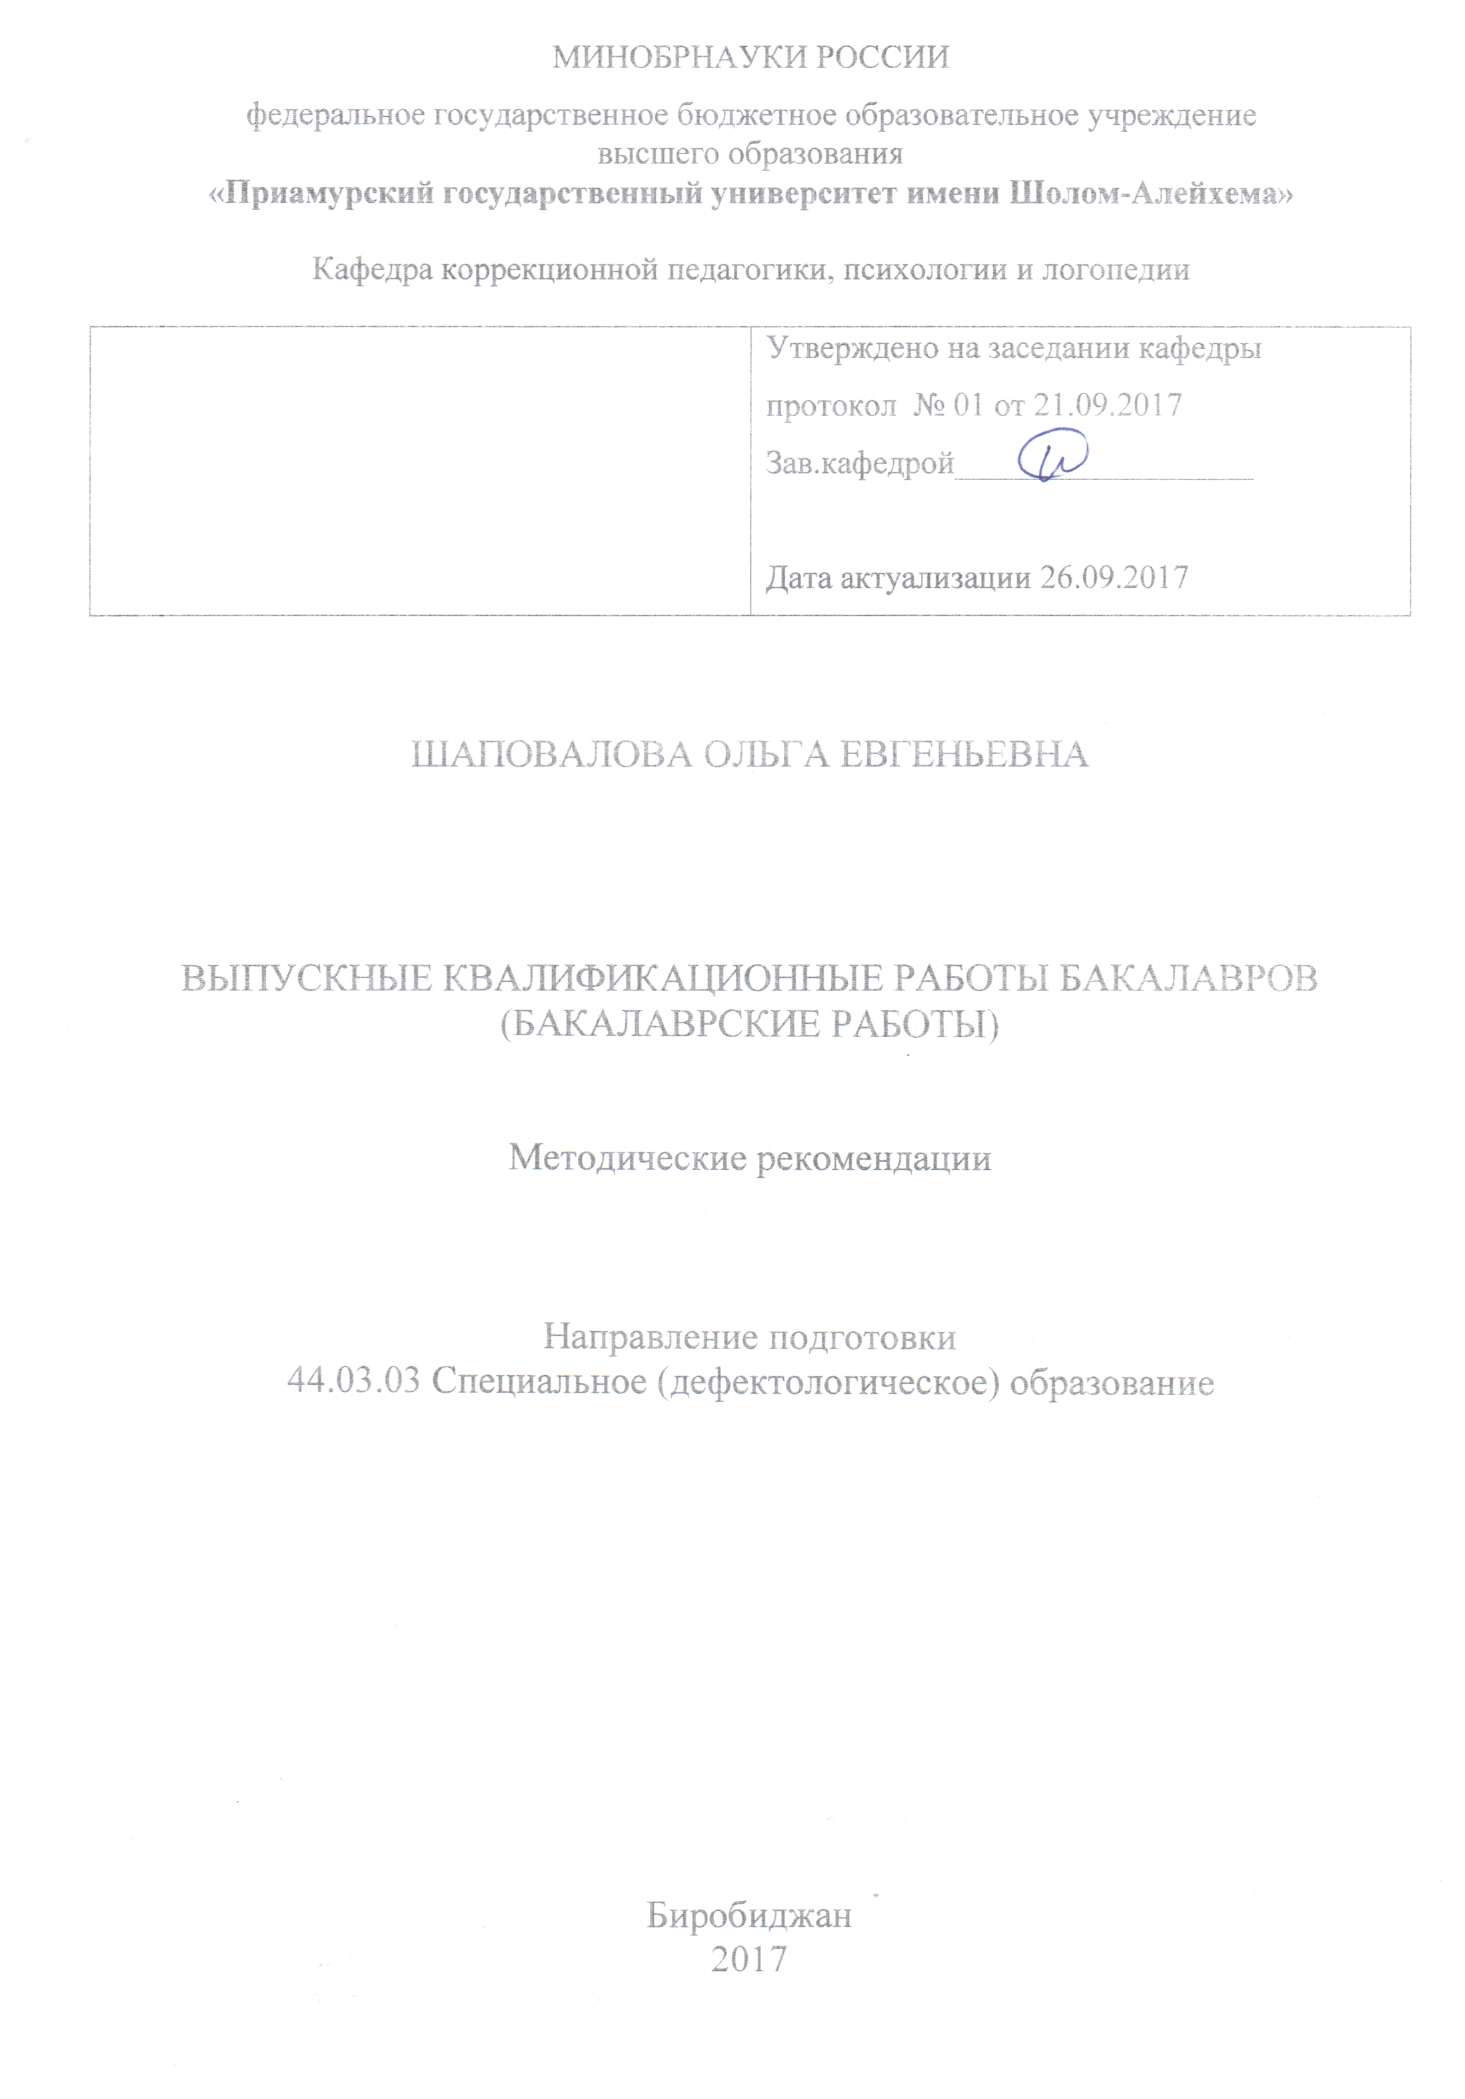 МИНОБРНАУКИ РОССИИ
федеральное государственное бюджетное образовательное учреждение
высшего образования
«Приамурский государственный университет имени Шолом-Алейхема»
Кафедра коррекционной педагогики, психологии и логопедии
Утверждено на заседании кафедры
протокол № 01 от 21.09.2017
Зав.кафедрой
Дата актуализации 26.09.2017
ШАПОВАЛОВА ОЛЬГА ЕВГЕНЬЕВНА
ВЫПУСКНЫЕ КВАЛИФИКАЦИОННЫЕ РАБОТЫ БАКАЛАВРОВ
(БАКАЛАВРСКИЕ РАБОТЫ)
Методические рекомендации
Направление подготовки
44.03.03 Специальное (дефектологическое) образование
Биробиджан
2017